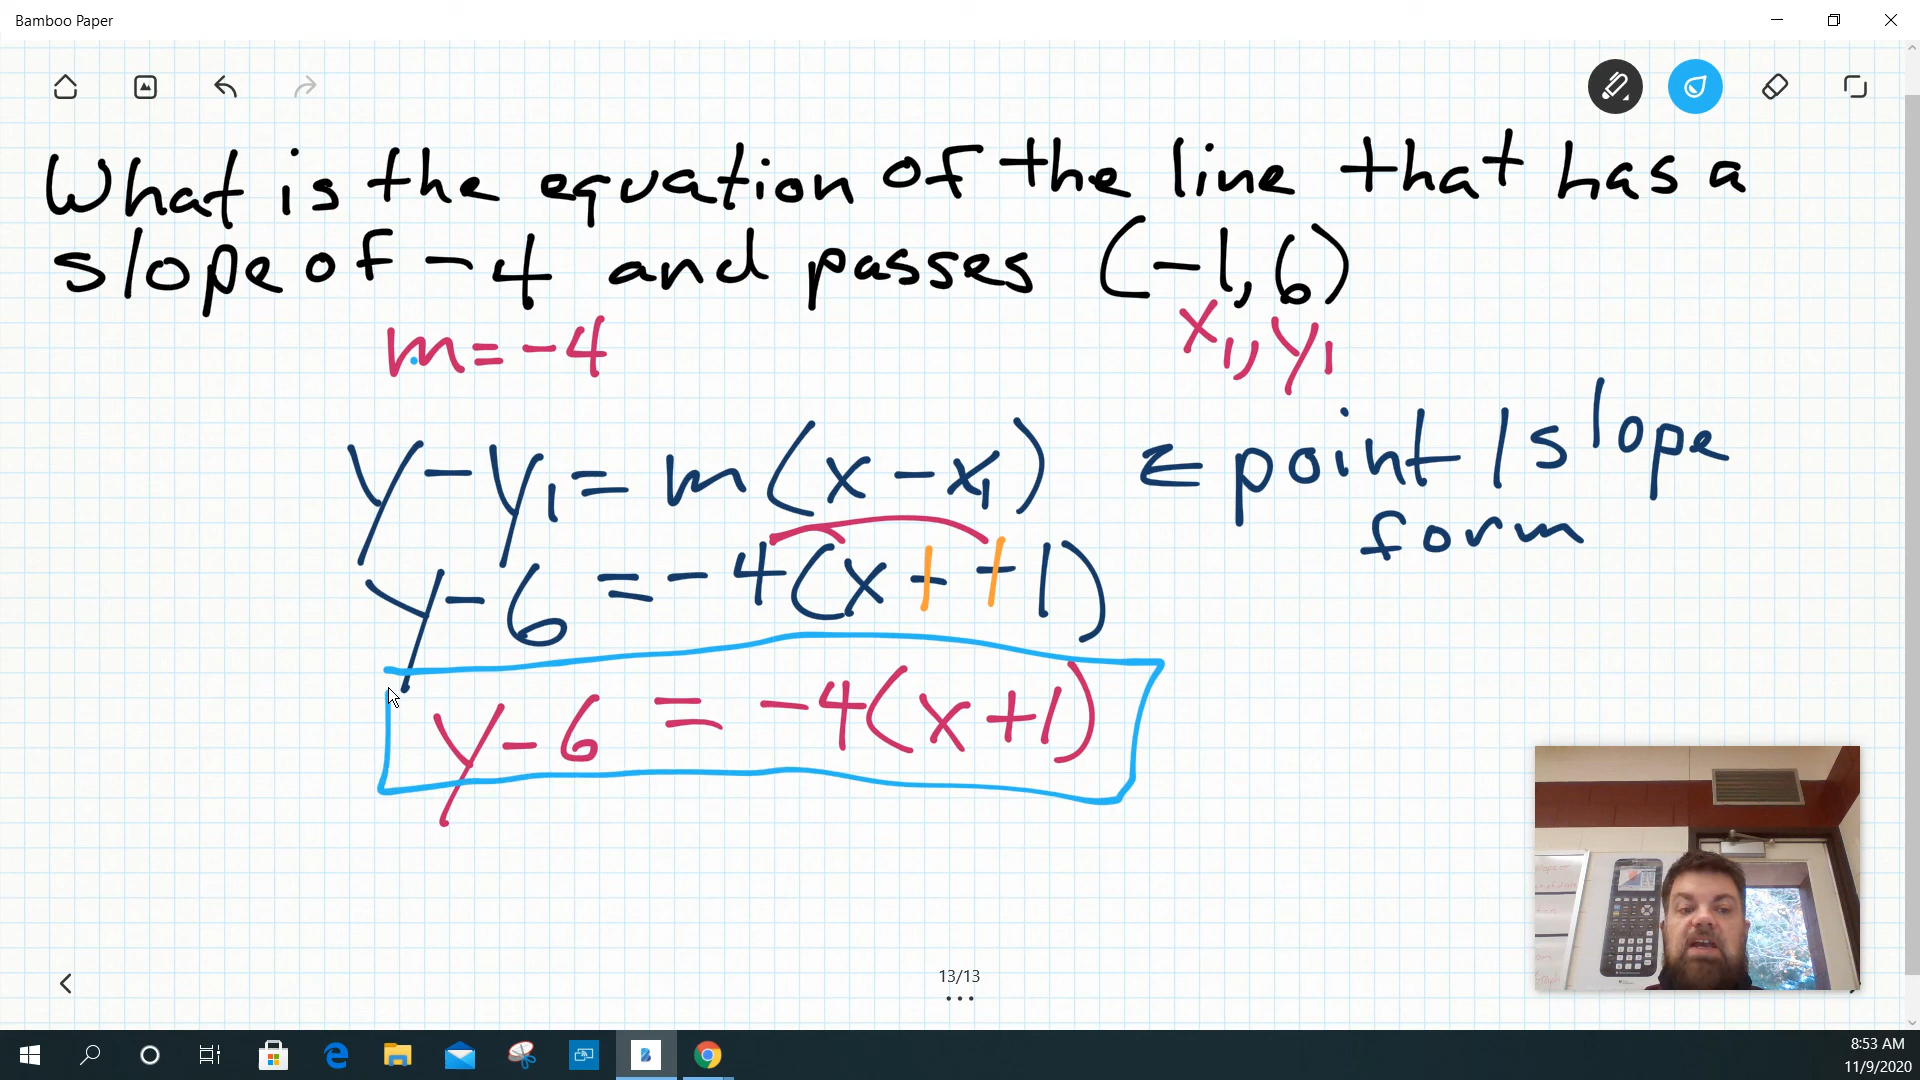 Bamboo Paper
What is the equation of the line that has a
slope of -4 and passes (-1,6)
m=-4
x₁,y₁
y-y₁=m(x-x₁) ← point/slope
form
y-6=-4(x++1)
y-6=-4(x+1)
13/13
8:53 AM
11/9/2020